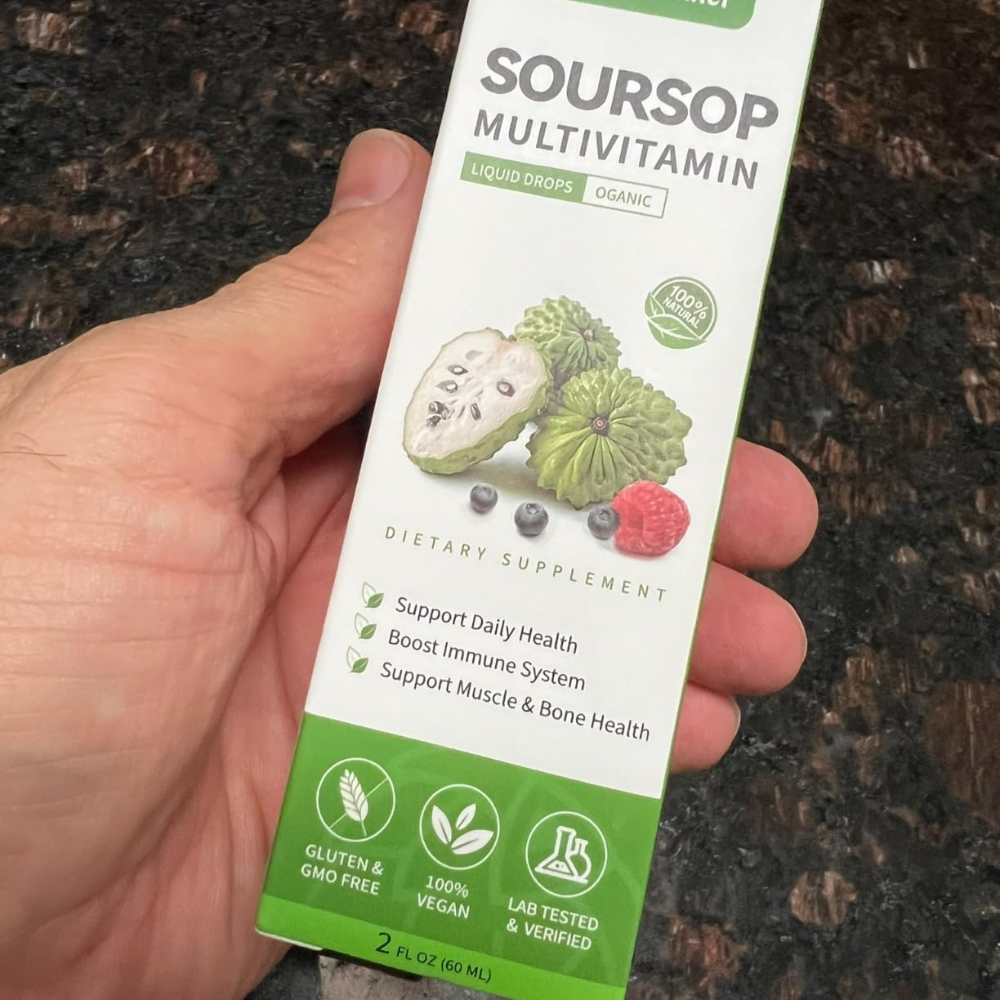 SOURSOP
MULTIVITAMIN
LIQUID DROPS OGANIC
100%
NATURAL
DIETARY SUPPLEMENT
Support Daily Health
Boost Immune System
Support Muscle & Bone Health
GLUTEN &
GMO FREE
100%
VEGAN
LAB TESTED
& VERIFIED
2 FL OZ (60 ML)